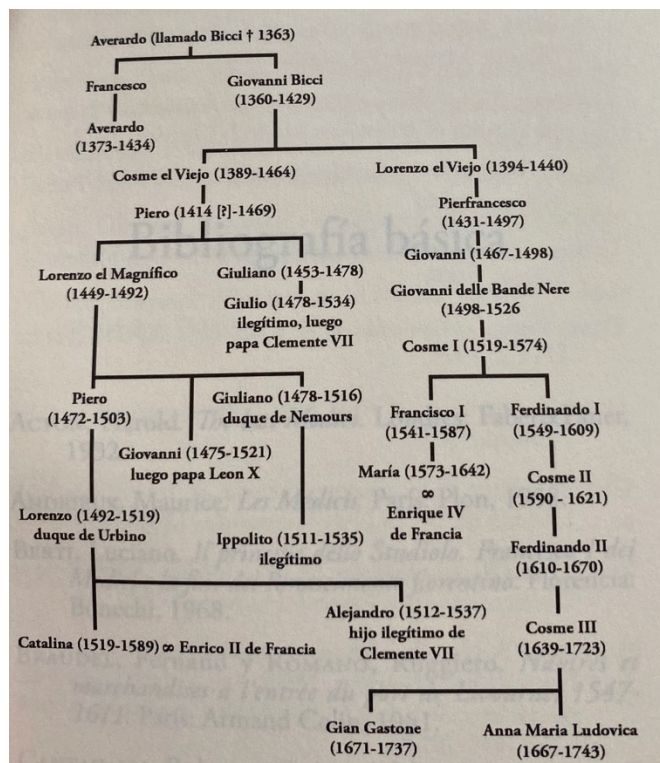 Averardo (llamado Bicci † 1363)
Francesco
Giovanni Bicci
(1360-1429)
Averardo
(1373-1434)
Cosme el Viejo (1389-1464)
Lorenzo el Viejo (1394-1440)
Piero (1414 [?]-1469)
Pierfrancesco
(1431-1497)
Giovanni (1467-1498)
Lorenzo el Magnífico
(1449-1492)
Giuliano (1453-1478)
Giulio (1478-1534)
ilegítimo, luego
papa Clemente VII
Giovanni delle Bande Nere
(1498-1526
Cosme I (1519-1574)
Piero
(1472-1503)
Giuliano (1478-1516)
duque de Nemours
Francisco I
(1541-1587)
Ferdinando I
(1549-1609)
Giovanni (1475-1521)
luego papa Leon X
María (1573-1642)
∞
Enrique IV
de Francia
Cosme II
(1590 - 1621)
Lorenzo (1492-1519)
duque de Urbino
Ippolito (1511-1535)
ilegítimo
Ferdinando II
(1610-1670)
Alejandro (1512-1537)
hijo ilegítimo de
Clemente VII
Cosme III
(1639-1723)
Catalina (1519-1589) ∞ Enrico II de Francia
Gian Gastone
(1671-1737)
Anna Maria Ludovica
(1667-1743)
Bibliografía básica